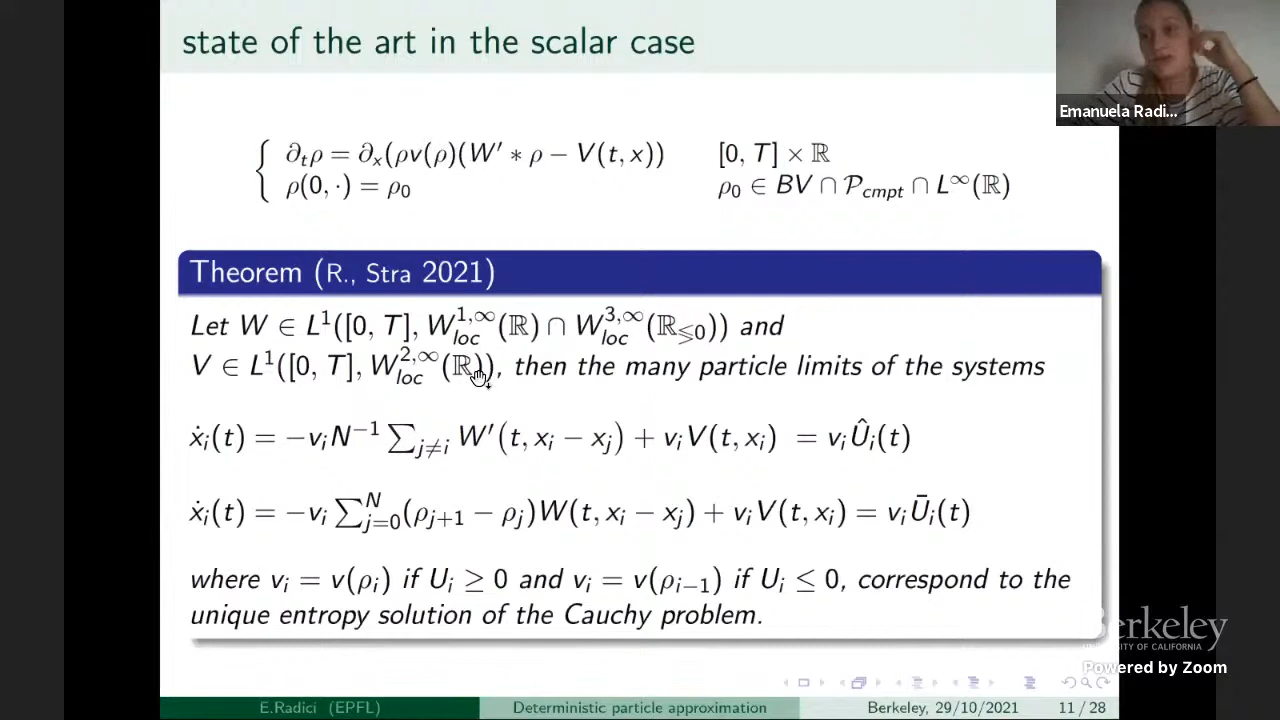 state of the art in the scalar case
Emanuela Radi...
∂ₜρ = ∂ₓ(ρv(ρ)(W′ ∗ ρ − V(t, x)) [0, T] × ℝ
ρ(0, ·) = ρ₀ ρ₀ ∈ BV ∩ 𝒫_cmpt ∩ L^∞(ℝ)
Theorem (R., Stra 2021)
Let W ∈ L¹([0, T], W^{1,∞}_{loc}(ℝ) ∩ W^{3,∞}_{loc}(ℝ_{≶0})) and
V ∈ L¹([0, T], W^{2,∞}_{loc}(ℝ)), then the many particle limits of the systems
ẋᵢ(t) = −vᵢN⁻¹ ∑_{j≠i} W′(t, xᵢ − xⱼ) + vᵢV(t, xᵢ) = vᵢÛᵢ(t)
ẋᵢ(t) = −vᵢ ∑_{j=0}^{N}(ρ_{j+1} − ρⱼ)W(t, xᵢ − xⱼ) + vᵢV(t, xᵢ) = vᵢŪᵢ(t)
where vᵢ = v(ρᵢ) if Uᵢ ≥ 0 and vᵢ = v(ρ_{i−1}) if Uᵢ ≤ 0, correspond to the
unique entropy solution of the Cauchy problem.
Berkeley
UNIVERSITY OF CALIFORNIA
Powered by Zoom
E.Radici (EPFL) Deterministic particle approximation Berkeley, 29/10/2021 11 / 28